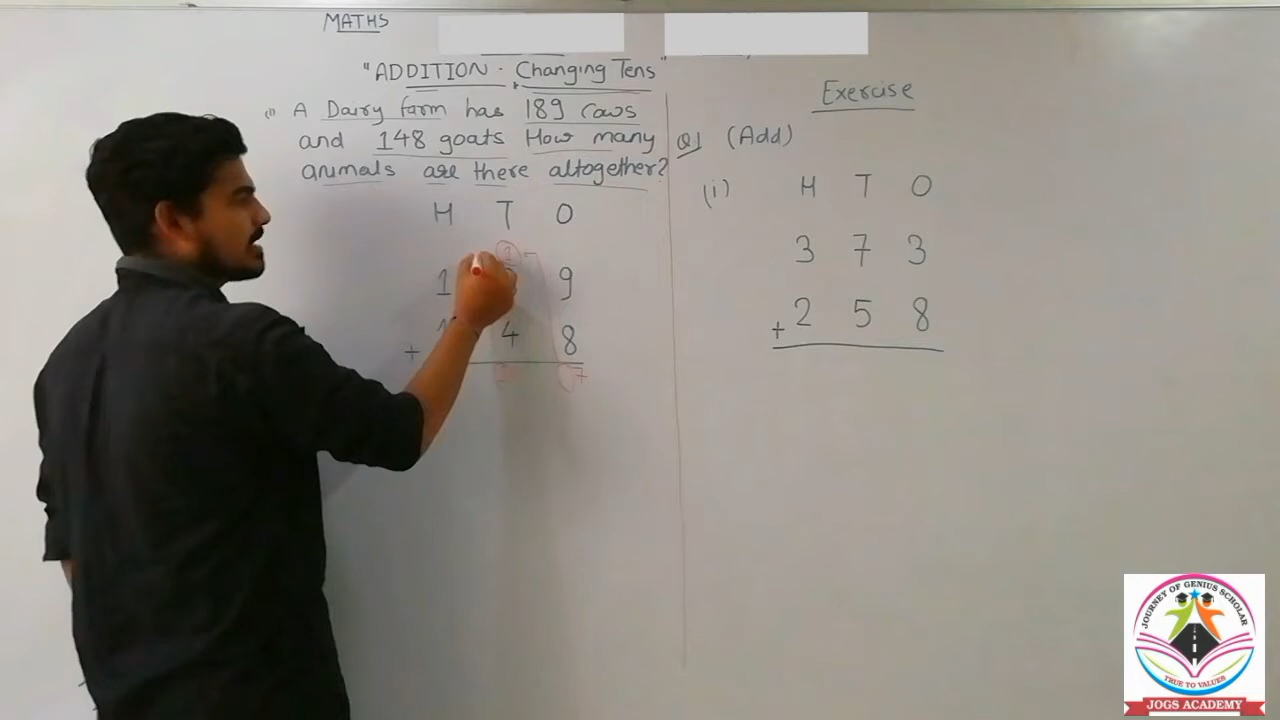 MATHS
"ADDITION - Changing Tens"
(i) A Dairy farm has 189 cows
and 148 goats How many
animals are there altogether?
H T O
1
1 9
4 8
+
7
Exercise
Q1 (Add)
(i) H T O
3 7 3
+ 2 5 8
JOURNEY OF GENIUS SCHOLAR
TRUE TO VALUES
JOGS ACADEMY